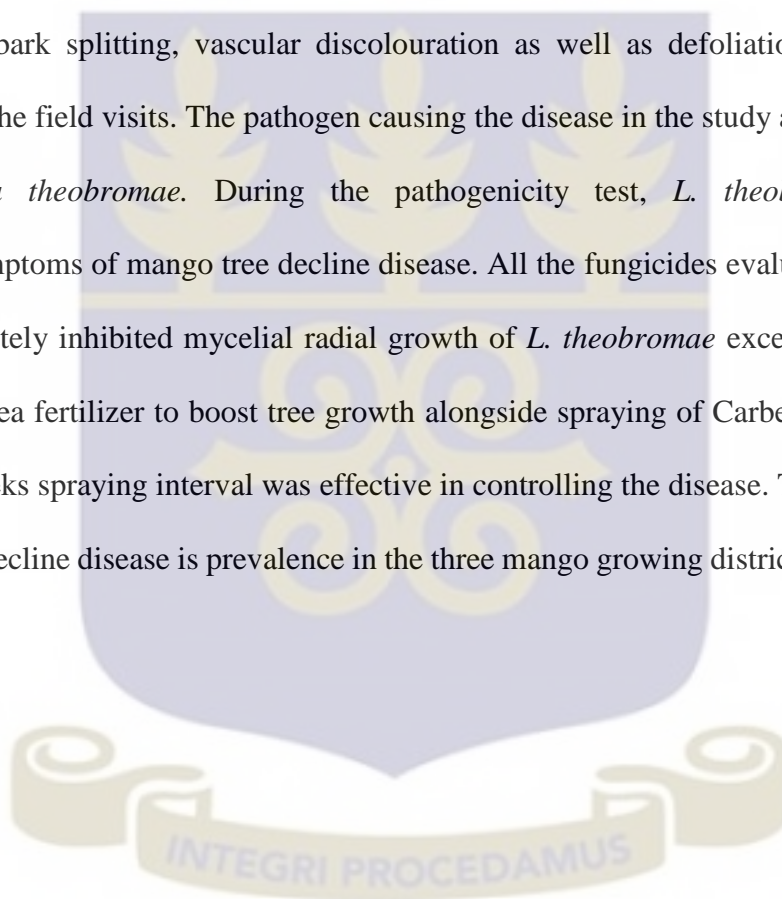 bark splitting, vascular discolouration as well as defoliation
he field visits. The pathogen causing the disease in the study a
a theobromae. During the pathogenicity test, L. theo
mptoms of mango tree decline disease. All the fungicides evalu
tely inhibited mycelial radial growth of L. theobromae exce
ea fertilizer to boost tree growth alongside spraying of Carbe
eks spraying interval was effective in controlling the disease. T
ecline disease is prevalence in the three mango growing distric
INTEGRI PROCEDAMUS